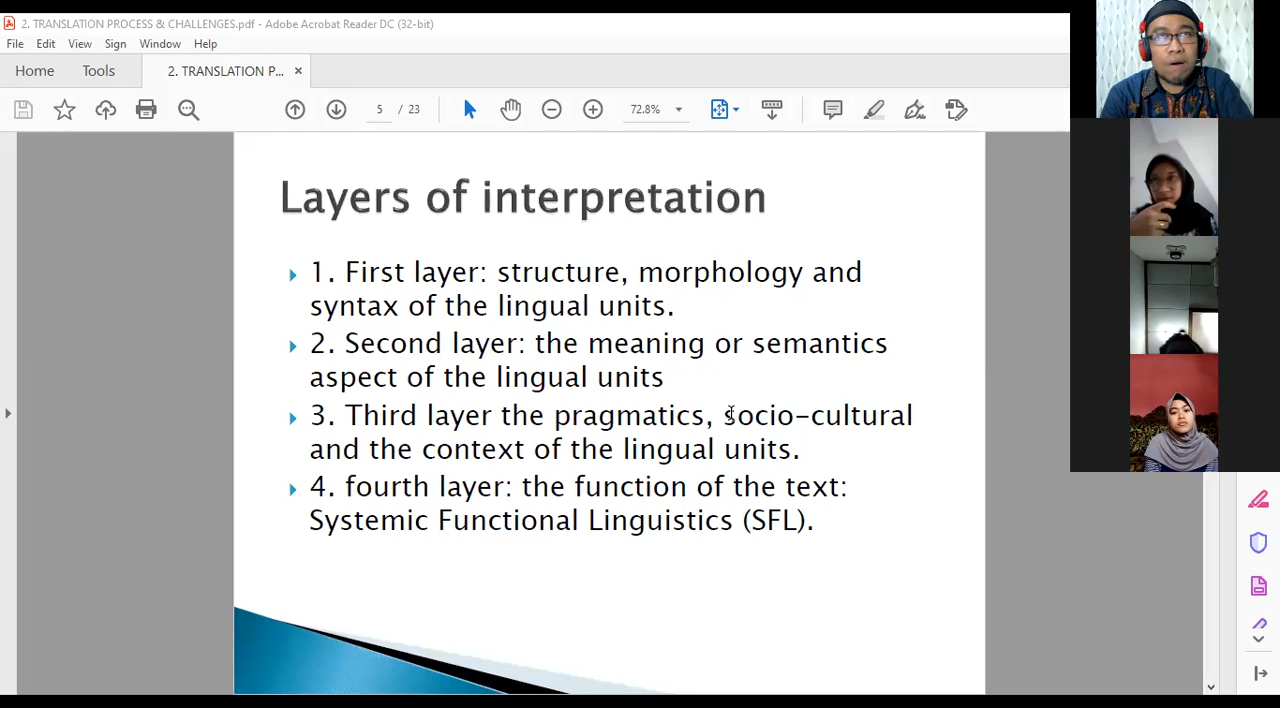 2. TRANSLATION PROCESS & CHALLENGES.pdf - Adobe Acrobat Reader DC (32-bit)
File Edit View Sign Window Help
Home Tools 2. TRANSLATION P... ×
5 / 23 72.8%
Layers of interpretation
1. First layer: structure, morphology and
syntax of the lingual units.
2. Second layer: the meaning or semantics
aspect of the lingual units
3. Third layer the pragmatics, socio-cultural
and the context of the lingual units.
4. fourth layer: the function of the text:
Systemic Functional Linguistics (SFL).